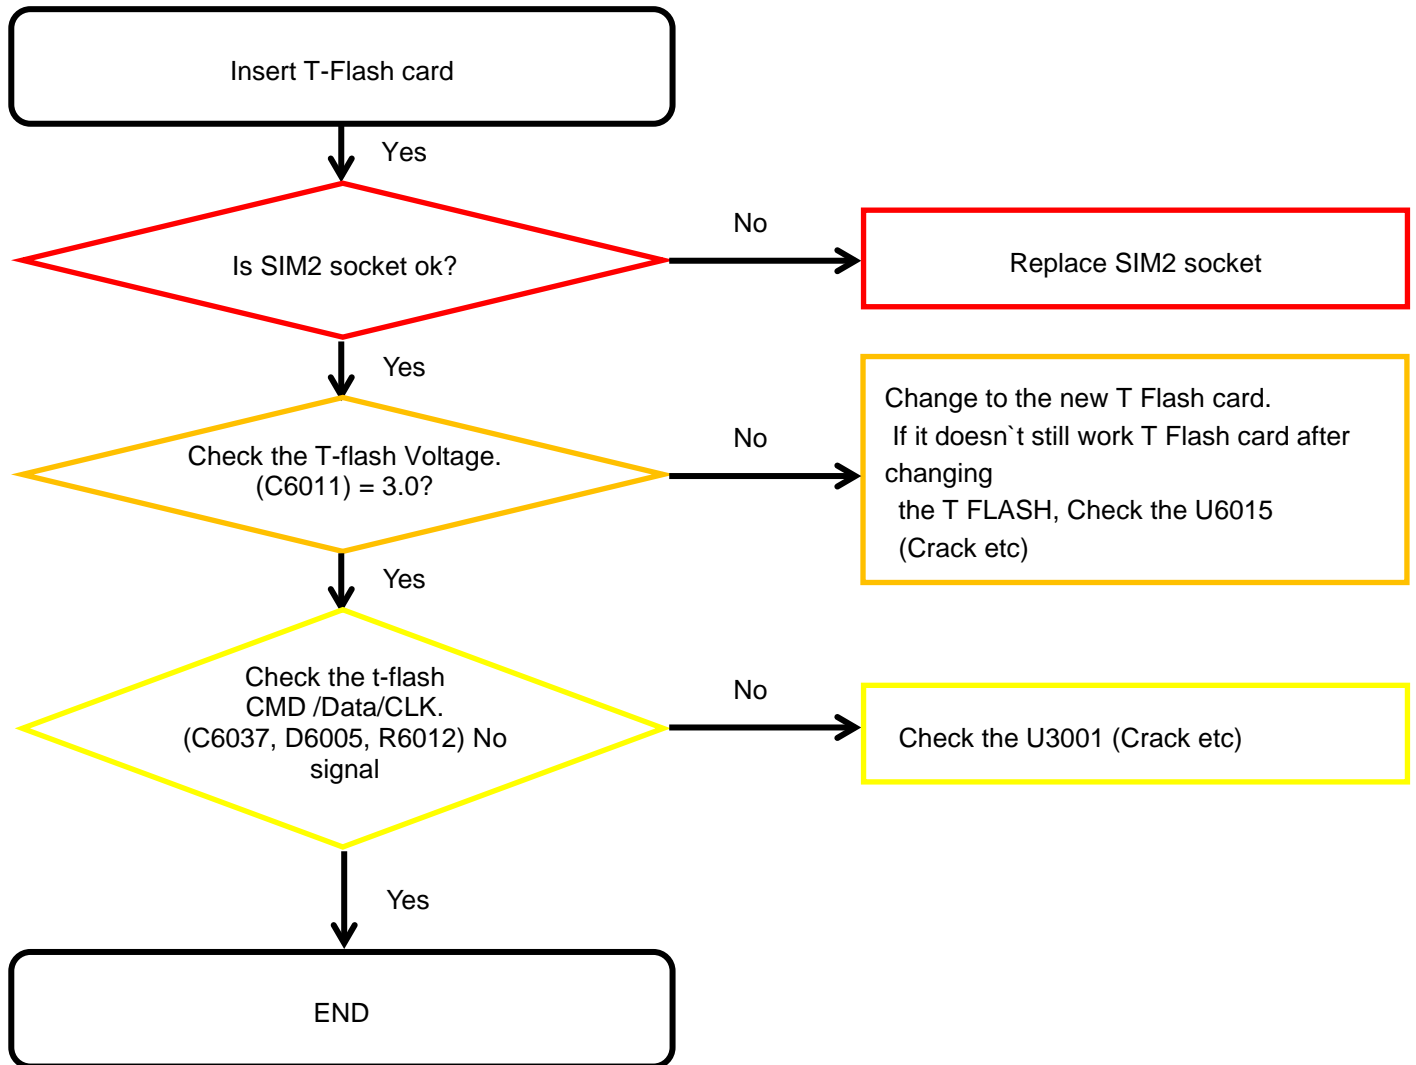 Insert T-Flash card
Yes
Is SIM2 socket ok?
No
Replace SIM2 socket
Yes
Check the T-flash Voltage.
(C6011) = 3.0?
No
Change to the new T Flash card.
If it doesn`t still work T Flash card after
changing
the T FLASH, Check the U6015
(Crack etc)
Yes
Check the t-flash
CMD /Data/CLK.
(C6037, D6005, R6012) No
signal
No
Check the U3001 (Crack etc)
Yes
END